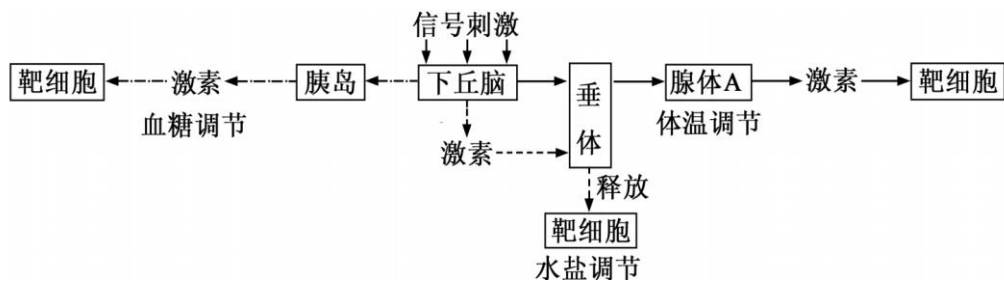 信号刺激
靶细胞 激素 胰岛 下丘脑 垂体 腺体A 激素 靶细胞
血糖调节 体温调节
激素
释放
靶细胞
水盐调节